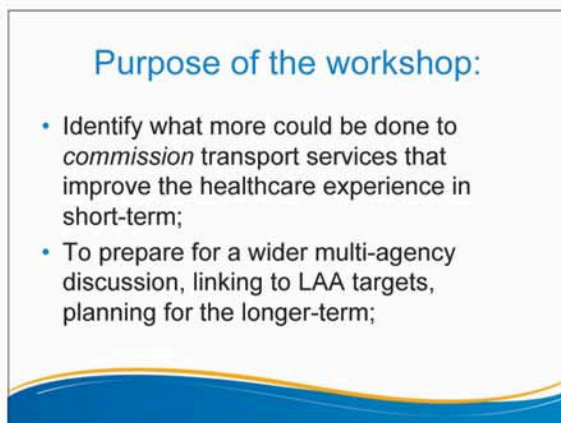 Purpose of the workshop:
• Identify what more could be done to
commission transport services that
improve the healthcare experience in
short-term;
• To prepare for a wider multi-agency
discussion, linking to LAA targets,
planning for the longer-term;